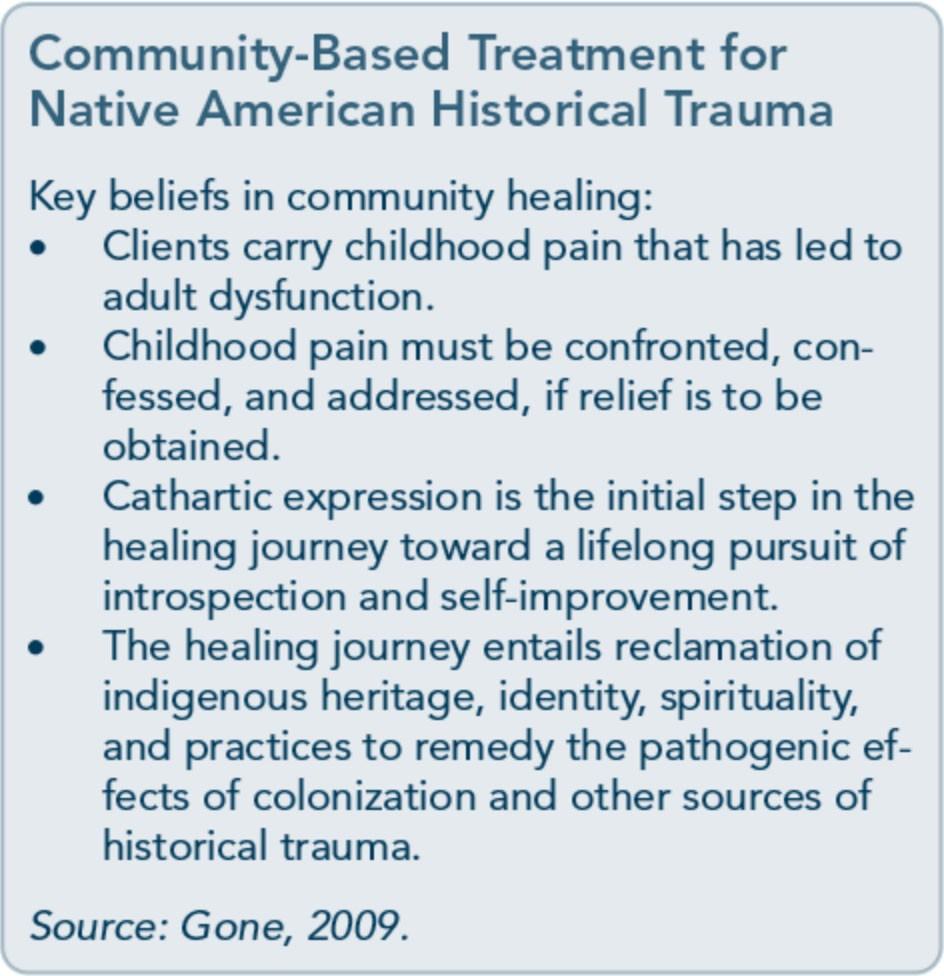 Community-Based Treatment for
Native American Historical Trauma
Key beliefs in community healing:
• Clients carry childhood pain that has led to
adult dysfunction.
• Childhood pain must be confronted, con-
fessed, and addressed, if relief is to be
obtained.
• Cathartic expression is the initial step in the
healing journey toward a lifelong pursuit of
introspection and self-improvement.
• The healing journey entails reclamation of
indigenous heritage, identity, spirituality,
and practices to remedy the pathogenic ef-
fects of colonization and other sources of
historical trauma.
Source: Gone, 2009.